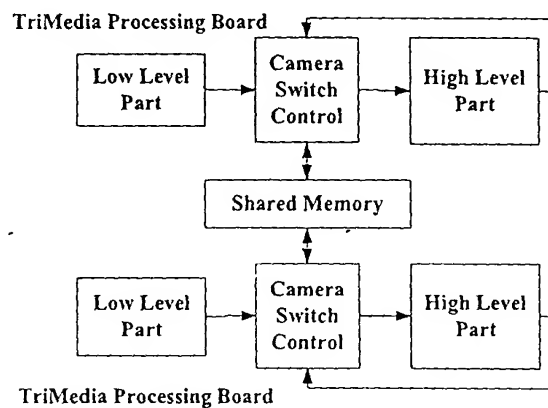 TriMedia Processing Board
Low Level
Part
Camera
Switch
Control
High Level
Part
Shared Memory
Low Level
Part
Camera
Switch
Control
High Level
Part
TriMedia Processing Board